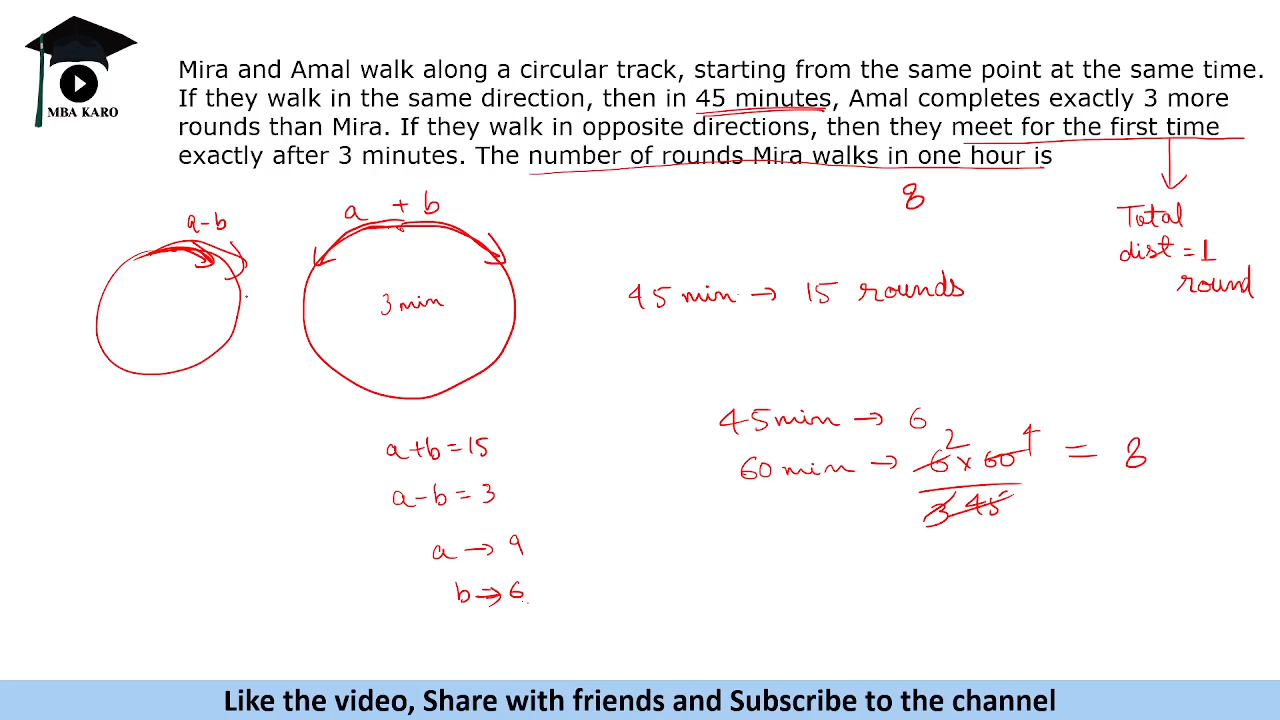 MBA KARO
Mira and Amal walk along a circular track, starting from the same point at the same time.
If they walk in the same direction, then in 45 minutes, Amal completes exactly 3 more
rounds than Mira. If they walk in opposite directions, then they meet for the first time
exactly after 3 minutes. The number of rounds Mira walks in one hour is
8
a-b
a + b
3 min
45 min → 15 rounds
Total
dist = 1
round
a+b = 15
a-b = 3
a → 9
b → 6
45 min → 6
60 min → 6 x 60 = 8
2
4
3 45
Like the video, Share with friends and Subscribe to the channel